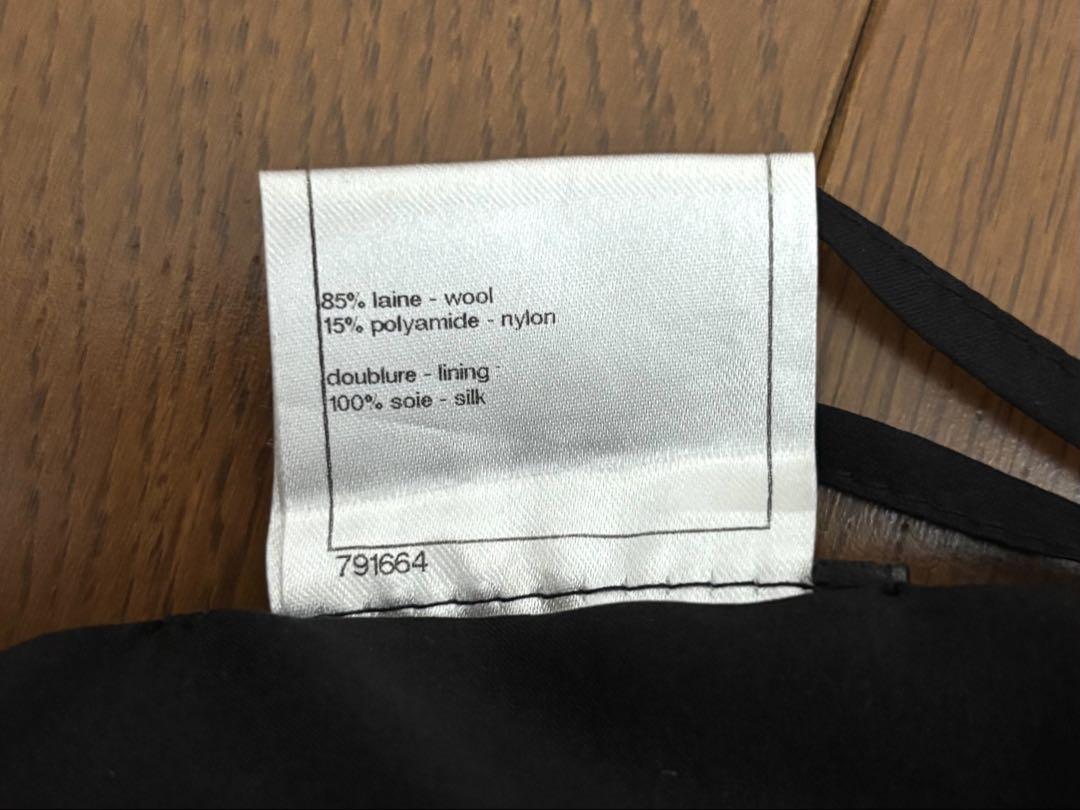 85% laine - wool
15% polyamide - nylon
doublure - lining
100% soie - silk
791664